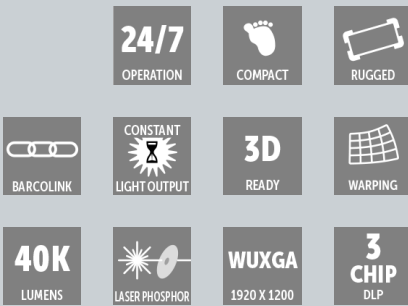 24/7
OPERATION
COMPACT
RUGGED
BARCOLINK
CONSTANT
LIGHT OUTPUT
3D
READY
WARPING
40K
LUMENS
LASER PHOSPHOR
WUXGA
1920 X 1200
3
CHIP
DLP